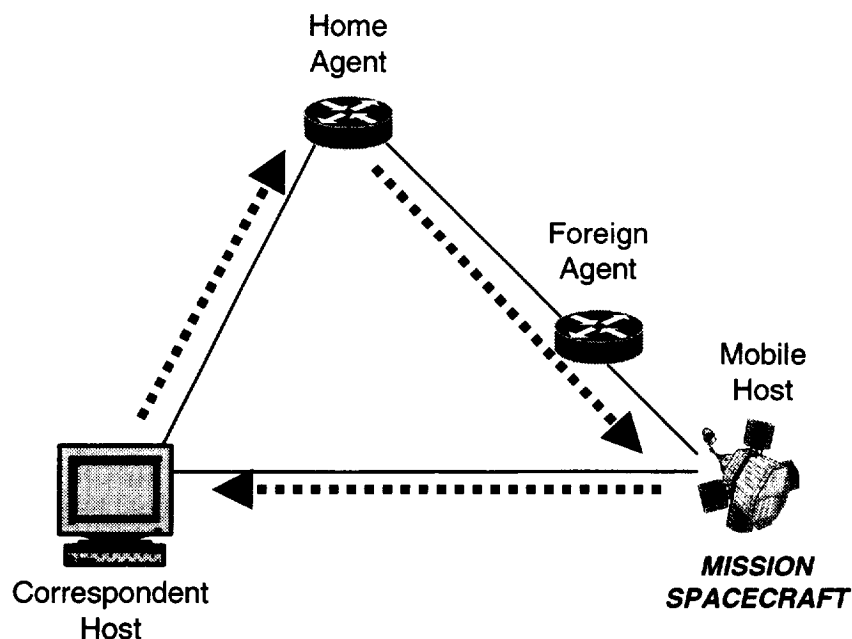 Home
Agent
Foreign
Agent
Mobile
Host
MISSION
SPACECRAFT
Correspondent
Host